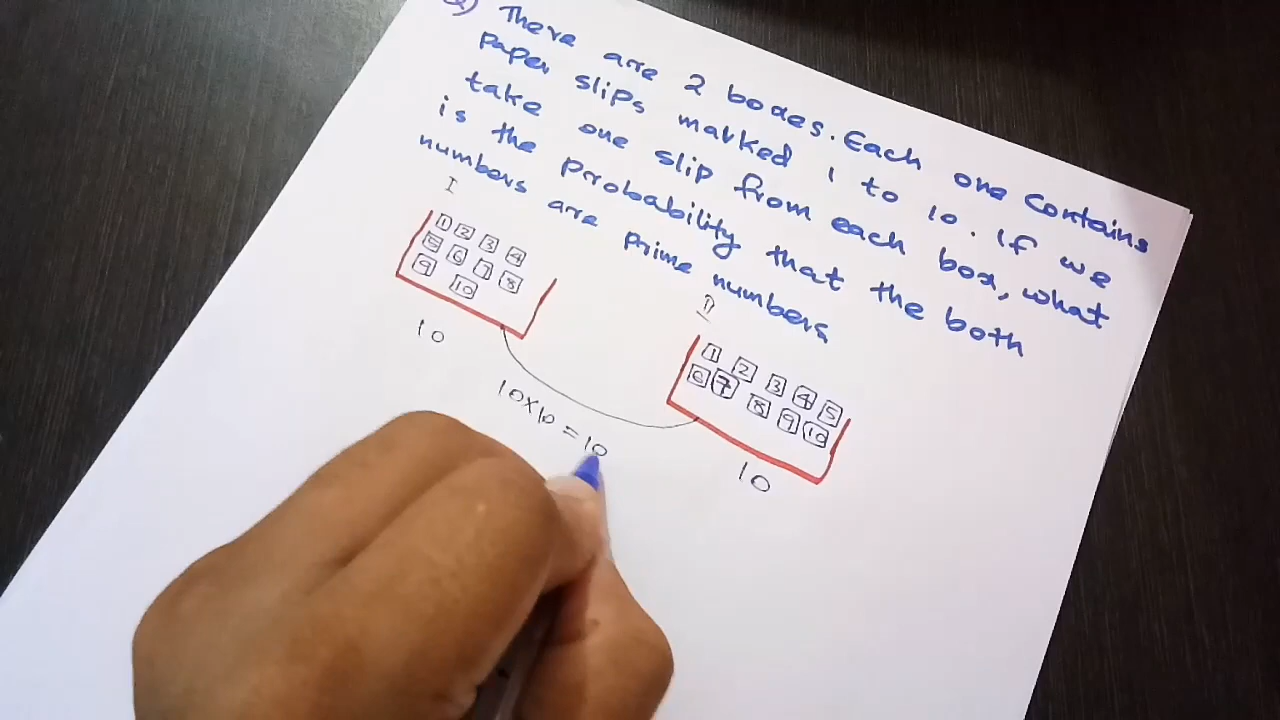 Q) There are 2 boxes. Each one contains
paper slips marked 1 to 10. If we
take one slip from each box, what
is the probability that the both
numbers are prime numbers
I
1 2 3 4
5 6 7 8
9 10
10
II
1 2 3 4 5
6 7 8 9 10
10
10×10 = 10